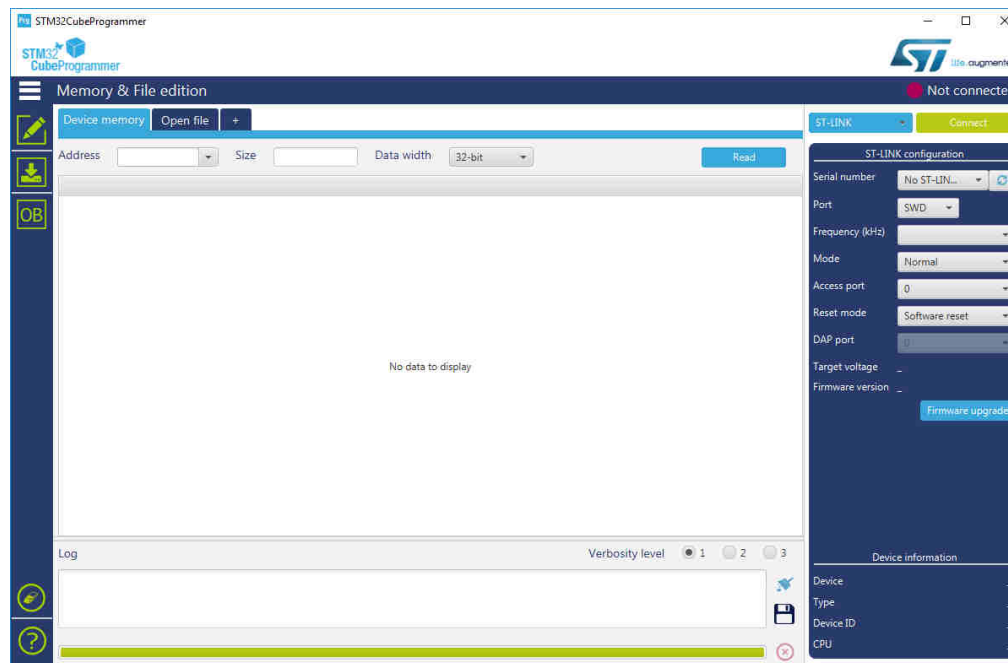 Prg STM32CubeProgrammer
STM32
CubeProgrammer
ST life.augmente
Memory & File edition
Not connecte
Device memory Open file +
ST-LINK Connect
Address Size Data width 32-bit Read
ST-LINK configuration
Serial number No ST-LIN...
Port SWD
OB
Frequency (kHz)
Mode Normal
Access port 0
Reset mode Software reset
DAP port 0
No data to display
Target voltage _
Firmware version _
Firmware upgrade
Log Verbosity level 1 2 3
Device information
Device
Type
Device ID
CPU
?